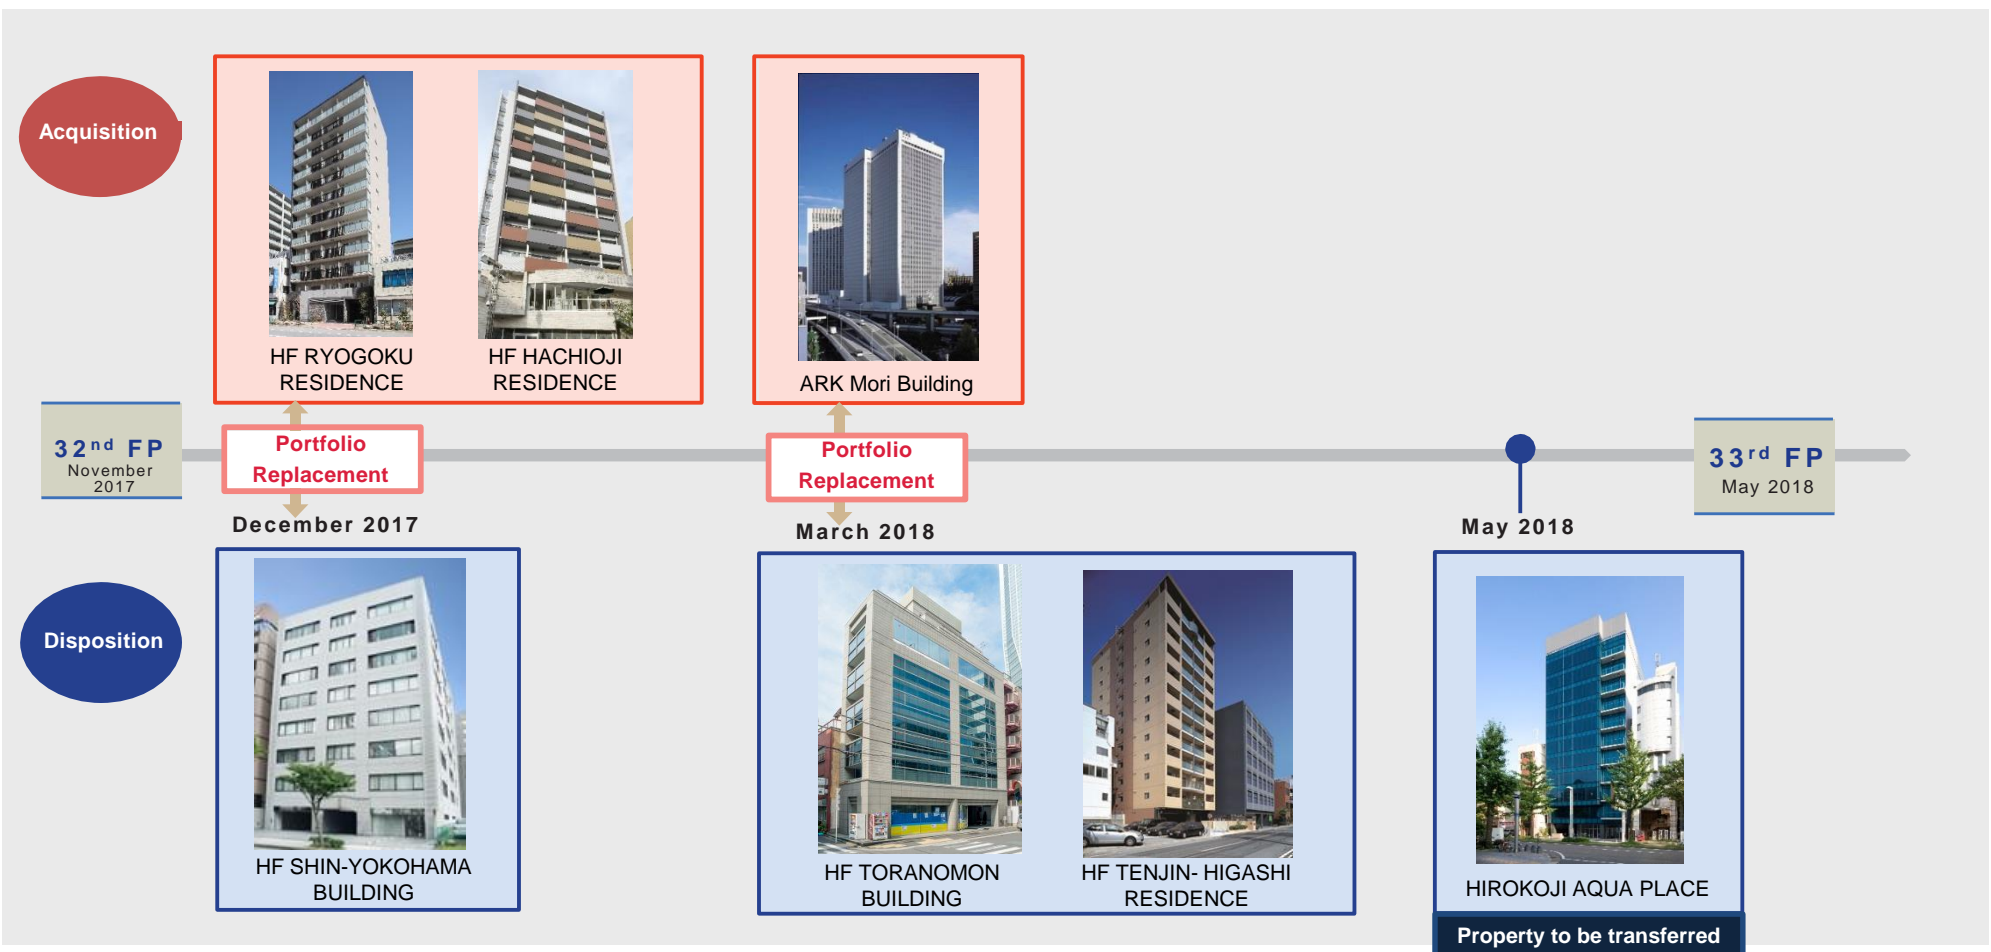 Acquisition
HF RYOGOKU
RESIDENCE
HF HACHIOJI
RESIDENCE
ARK Mori Building
32nd FP
November
2017
Portfolio
Replacement
Portfolio
Replacement
33rd FP
May 2018
December 2017
March 2018
May 2018
Disposition
HF SHIN-YOKOHAMA
BUILDING
HF TORANOMON
BUILDING
HF TENJIN- HIGASHI
RESIDENCE
HIROKOJI AQUA PLACE
Property to be transferred